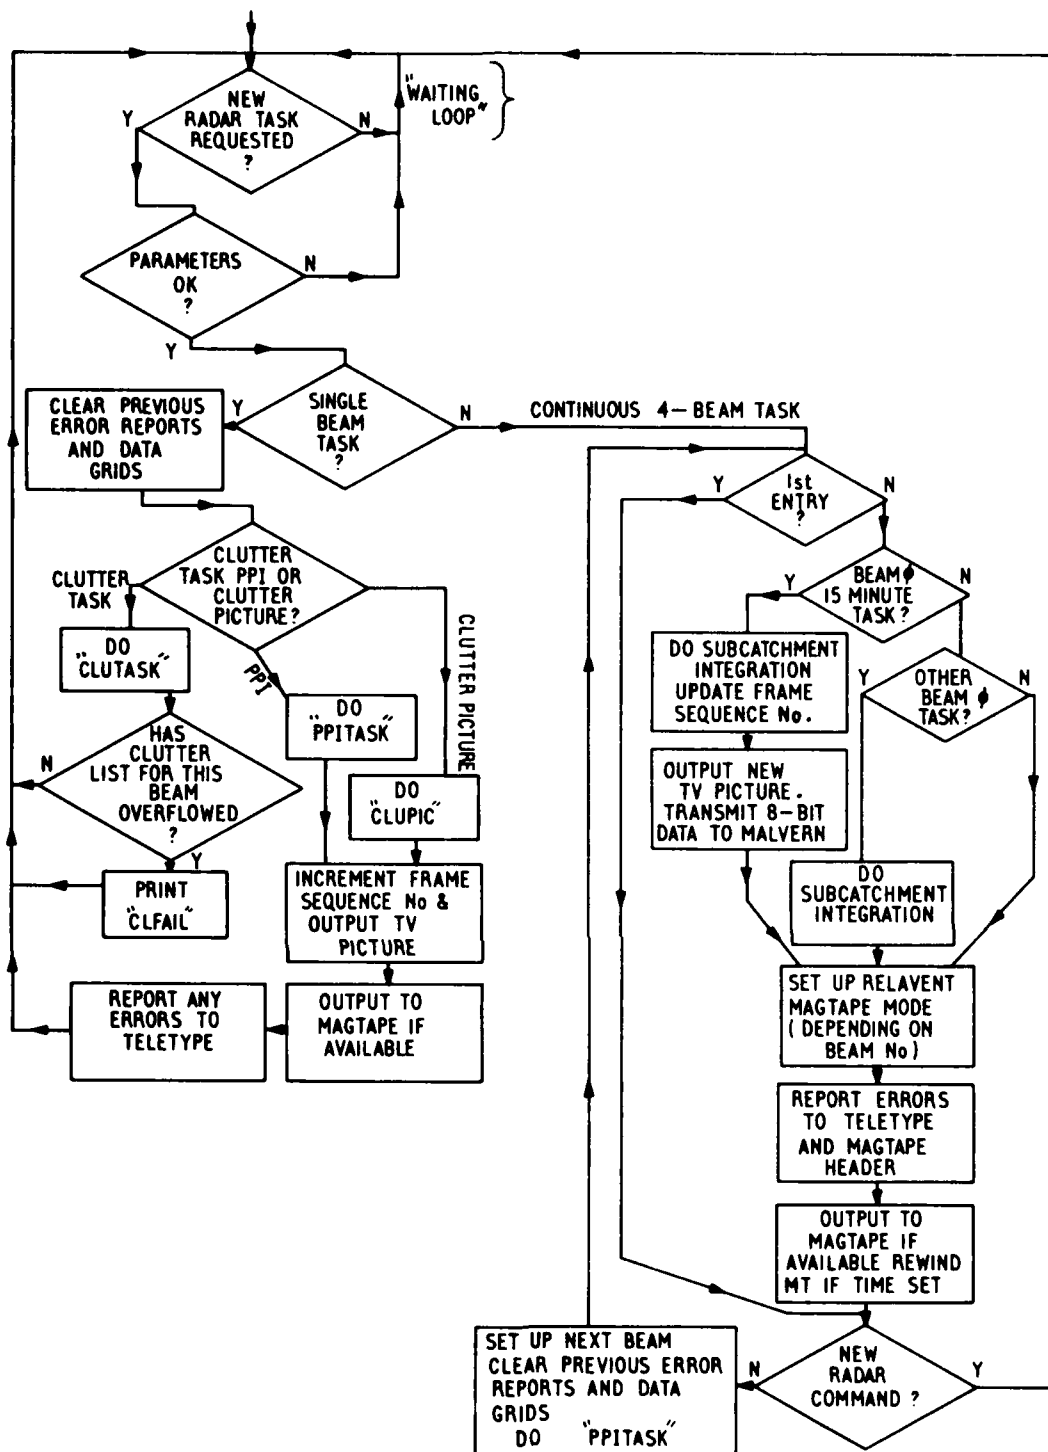 NEW
RADAR TASK
REQUESTED
?
Y
N
"WAITING
LOOP"
PARAMETERS
OK
?
N
Y
SINGLE
BEAM
TASK
?
Y
N
CONTINUOUS 4-BEAM TASK
CLEAR PREVIOUS
ERROR REPORTS
AND DATA
GRIDS
CLUTTER
TASK PPI OR
CLUTTER
PICTURE?
CLUTTER
TASK
PPI
CLUTTER PICTURE
DO
"CLUTASK"
DO
"PPITASK"
DO
"CLUPIC"
HAS
CLUTTER
LIST FOR THIS
BEAM
OVERFLOWED
?
N
Y
PRINT
"CLFAIL"
INCREMENT FRAME
SEQUENCE No &
OUTPUT TV
PICTURE
OUTPUT TO
MAGTAPE IF
AVAILABLE
REPORT ANY
ERRORS TO
TELETYPE
1st
ENTRY
?
Y
N
BEAM ϕ
15 MINUTE
TASK?
Y
N
DO SUBCATCHMENT
INTEGRATION
UPDATE FRAME
SEQUENCE No.
OUTPUT NEW
TV PICTURE.
TRANSMIT 8-BIT
DATA TO MALVERN
OTHER
BEAM ϕ
TASK?
Y
N
DO
SUBCATCHMENT
INTEGRATION
SET UP RELAVENT
MAGTAPE MODE
(DEPENDING ON
BEAM No)
REPORT ERRORS
TO TELETYPE
AND MAGTAPE
HEADER
OUTPUT TO
MAGTAPE IF
AVAILABLE REWIND
MT IF TIME SET
NEW
RADAR
COMMAND ?
N
Y
SET UP NEXT BEAM
CLEAR PREVIOUS ERROR
REPORTS AND DATA
GRIDS
DO "PPITASK"